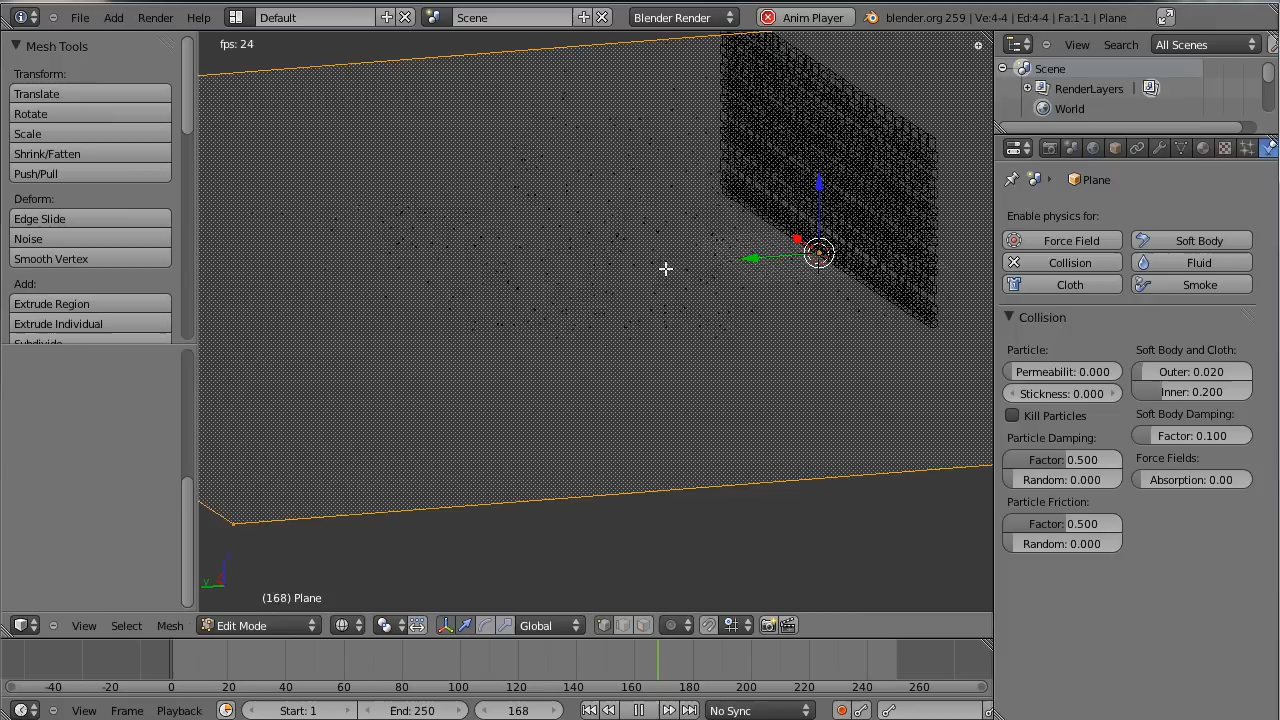 File Add Render Help Default Scene Blender Render Anim Player blender.org 259 | Ve:4-4 | Ed:4-4 | Fa:1-1 | Plane
Mesh Tools
Transform:
Translate
Rotate
Scale
Shrink/Fatten
Push/Pull
Deform:
Edge Slide
Noise
Smooth Vertex
Add:
Extrude Region
Extrude Individual
Subdivide
fps: 24
(168) Plane
View Search All Scenes
Scene
RenderLayers
World
Plane
Enable physics for:
Force Field Soft Body
Collision Fluid
Cloth Smoke
Collision
Particle: Soft Body and Cloth:
Permeabilit: 0.000 Outer: 0.020
Stickness: 0.000 Inner: 0.200
Kill Particles Soft Body Damping:
Particle Damping: Factor: 0.100
Factor: 0.500 Force Fields:
Random: 0.000 Absorption: 0.00
Particle Friction:
Factor: 0.500
Random: 0.000
View Select Mesh Edit Mode Global
-40 -20 0 20 40 60 80 100 120 140 160 180 200 220 240 260
View Frame Playback Start: 1 End: 250 168 No Sync